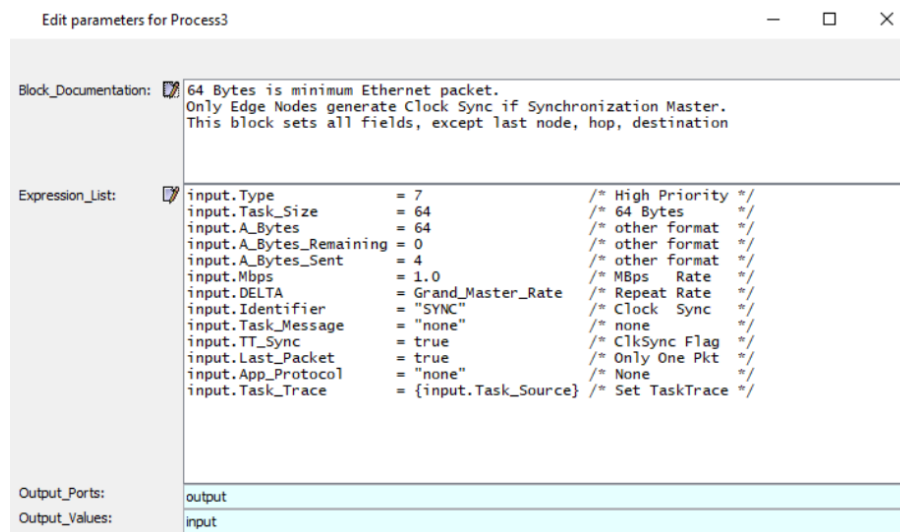 Edit parameters for Process3
Block_Documentation:
64 Bytes is minimum Ethernet packet.
Only Edge Nodes generate Clock Sync if Synchronization Master.
This block sets all fields, except last node, hop, destination
Expression_List:
input.Type = 7 /* High Priority */
input.Task_Size = 64 /* 64 Bytes */
input.A_Bytes = 64 /* other format */
input.A_Bytes_Remaining = 0 /* other format */
input.A_Bytes_Sent = 4 /* other format */
input.Mbps = 1.0 /* MBps Rate */
input.DELTA = Grand_Master_Rate /* Repeat Rate */
input.Identifier = "SYNC" /* Clock Sync */
input.Task_Message = "none" /* none */
input.TT_Sync = true /* ClkSync Flag */
input.Last_Packet = true /* Only One Pkt */
input.App_Protocol = "none" /* None */
input.Task_Trace = {input.Task_Source} /* Set TaskTrace */
Output_Ports: output
Output_Values: input